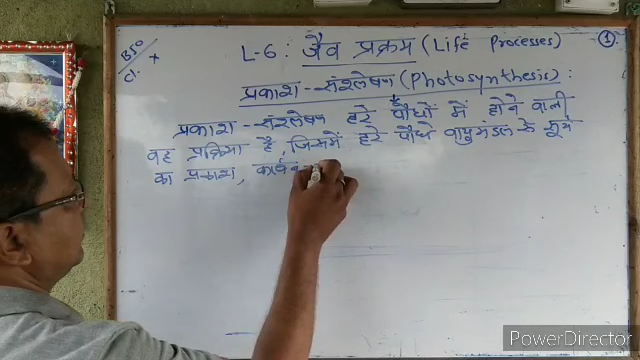 L-6: जैव प्रक्रम (Life Processes)
1
प्रकाश-संश्लेषण (Photosynthesis):
प्रकाश-संश्लेषण हरे पौधों में होने वाली
वह प्रक्रिया है, जिसमें हरे पौधे वायुमंडल से सूर्य
का प्रकाश, कार्बन
PowerDirector